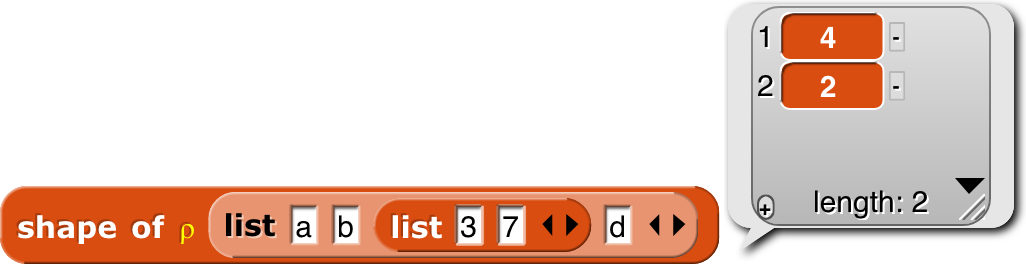 1 4 -
2 2 -
+ length: 2
shape of ρ list a b list 3 7 d